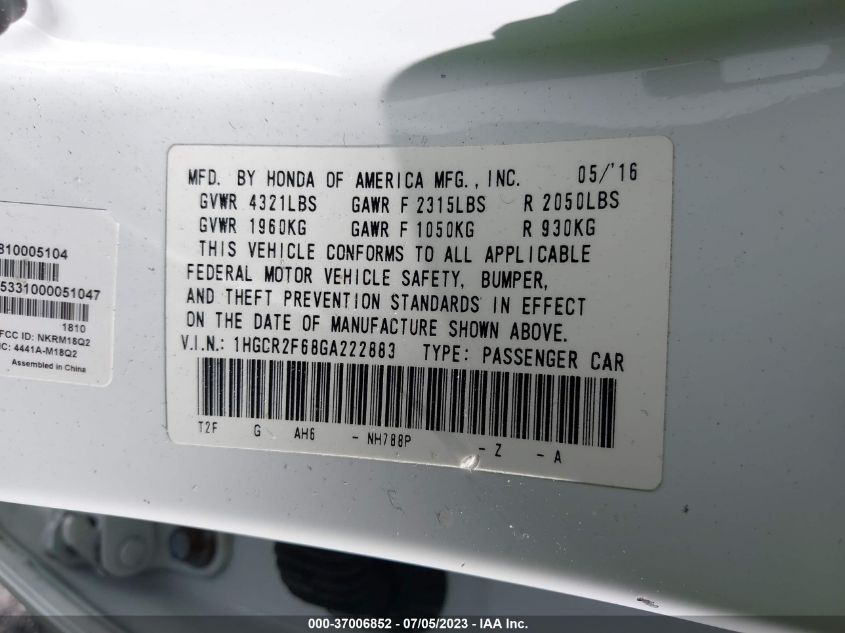 MFD. BY HONDA OF AMERICA MFG., INC. 05/'16
GVWR 4321LBS GAWR F 2315LBS R 2050LBS
GVWR 1960KG GAWR F 1050KG R 930KG
THIS VEHICLE CONFORMS TO ALL APPLICABLE
FEDERAL MOTOR VEHICLE SAFETY, BUMPER,
AND THEFT PREVENTION STANDARDS IN EFFECT
ON THE DATE OF MANUFACTURE SHOWN ABOVE.
V.I.N.: 1HGCR2F68GA222883 TYPE: PASSENGER CAR
T2F G AH6 - NH788P - Z - A
810005104
5331000051047
1810
FCC ID: NKRM18Q2
IC: 4441A-M18Q2
Assembled in China
000-37006852 - 07/05/2023 - IAA Inc.